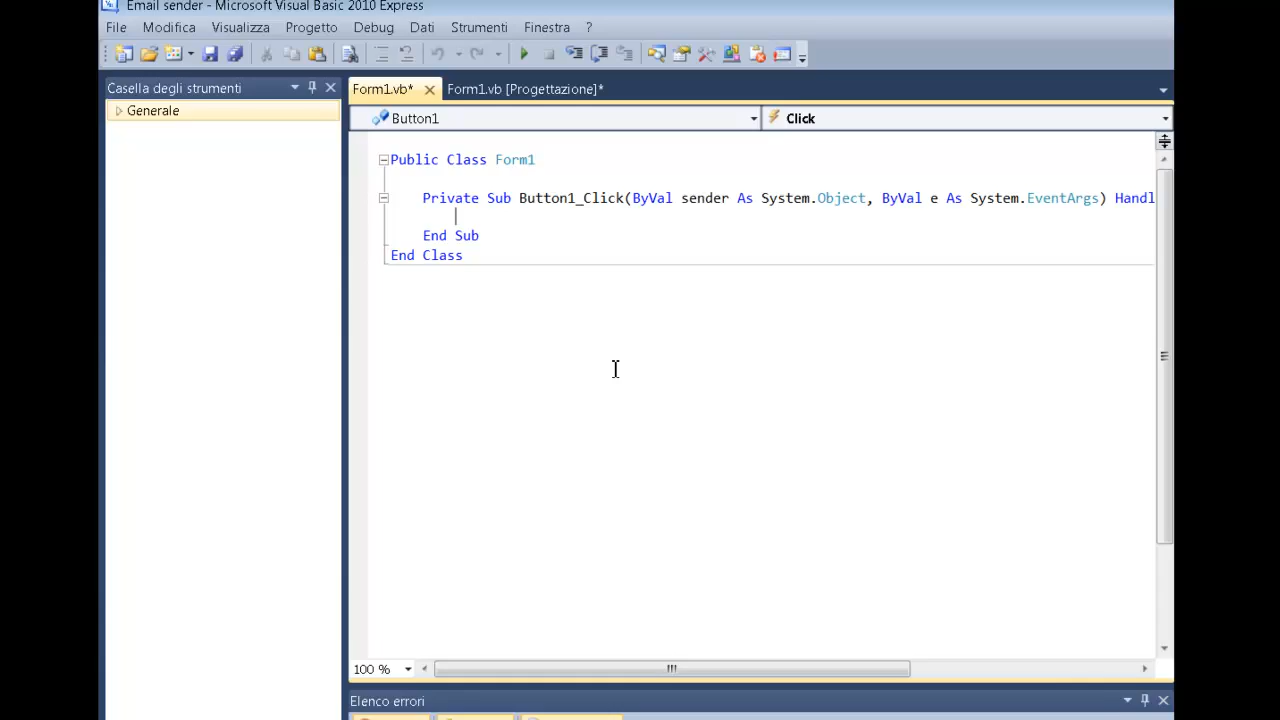 Email sender - Microsoft Visual Basic 2010 Express
File Modifica Visualizza Progetto Debug Dati Strumenti Finestra ?
Casella degli strumenti
Generale
Form1.vb* Form1.vb [Progettazione]*
Button1 Click
Public Class Form1
Private Sub Button1_Click(ByVal sender As System.Object, ByVal e As System.EventArgs) Handl
End Sub
End Class
100 %
Elenco errori